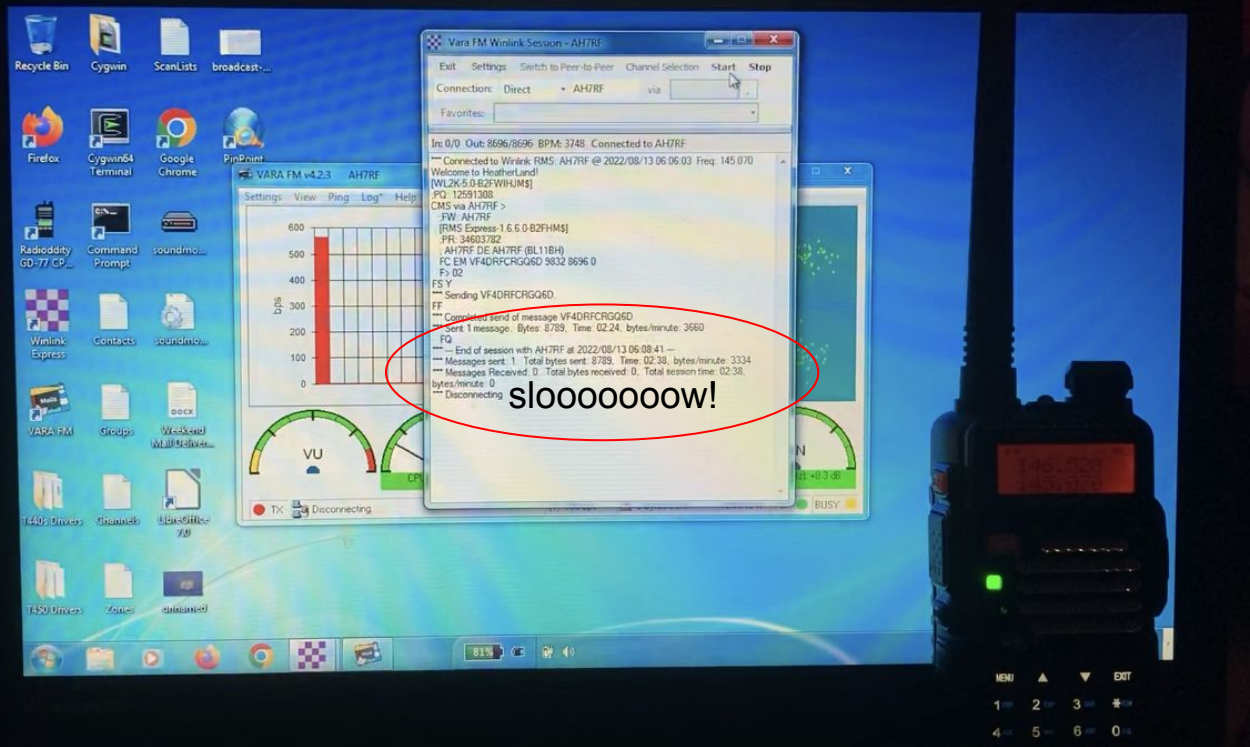 Recycle Bin
Cygwin
ScanLists
broadcast-...
Firefox
Cygwin64
Terminal
Google
Chrome
PinPoint
Radioddity
GD-77 CP...
Command
Prompt
soundmo...
Winlink
Express
Contacts
soundmo...
VARA FM
Groups
DOCX
Weekend
Mail Deliver...
T440s Drivers
Channels
LibreOffice
7.0
T450 Drivers
Zones
unnamed
VARA FM v4.2.3 AH7RF
Settings View Ping Log* Help
600
500
400
300
200
100
0
bps
VU
CPU
N
+0.3 dB
TX Disconnecting
BUSY
Vara FM Winlink Session - AH7RF
Exit Settings Switch to Peer-to-Peer Channel Selection Start Stop
Connection: Direct AH7RF via
Favorites:
In: 0/0 Out: 8696/8696 BPM: 3748 Connected to AH7RF
*** Connected to Winlink RMS: AH7RF @ 2022/08/13 06:06:03 Freq: 145.070
Welcome to HeatherLand!
[WL2K-5.0-B2FWIHJM$]
;PQ: 12591308
CMS via AH7RF >
;FW: AH7RF
[RMS Express-1.6.6.0-B2FHM$]
;PR: 34603782
; AH7RF DE AH7RF (BL11BH)
FC EM VF4DRFCRGQ6D 9832 8696 0
F> 02
FS Y
*** Sending VF4DRFCRGQ6D.
FF
*** Completed send of message VF4DRFCRGQ6D
*** Sent 1 message. Bytes: 8789, Time: 02:24, bytes/minute: 3660
FQ
*** --- End of session with AH7RF at 2022/08/13 06:08:41 ---
*** Messages sent: 1. Total bytes sent: 8789, Time: 02:38, bytes/minute: 3334
*** Messages Received: 0. Total bytes received: 0, Total session time: 02:38,
bytes/minute: 0
*** Disconnecting
slooooooow!
81%
146.530
145.070
MENU EXIT
1 2 3 *
4 5 6 0